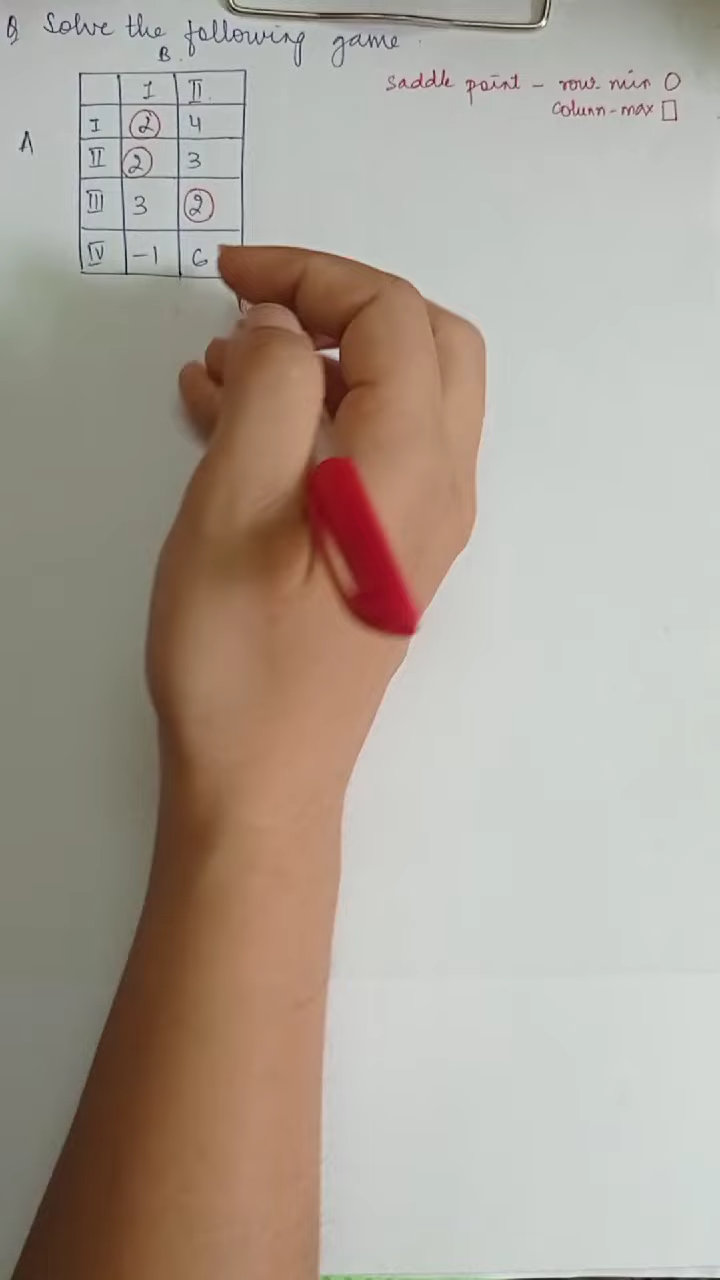 Q Solve the following game.
B.
I II
A
I 2 4
II 2 3
III 3 2
IV -1 6
Saddle point - row min O
Column-max □